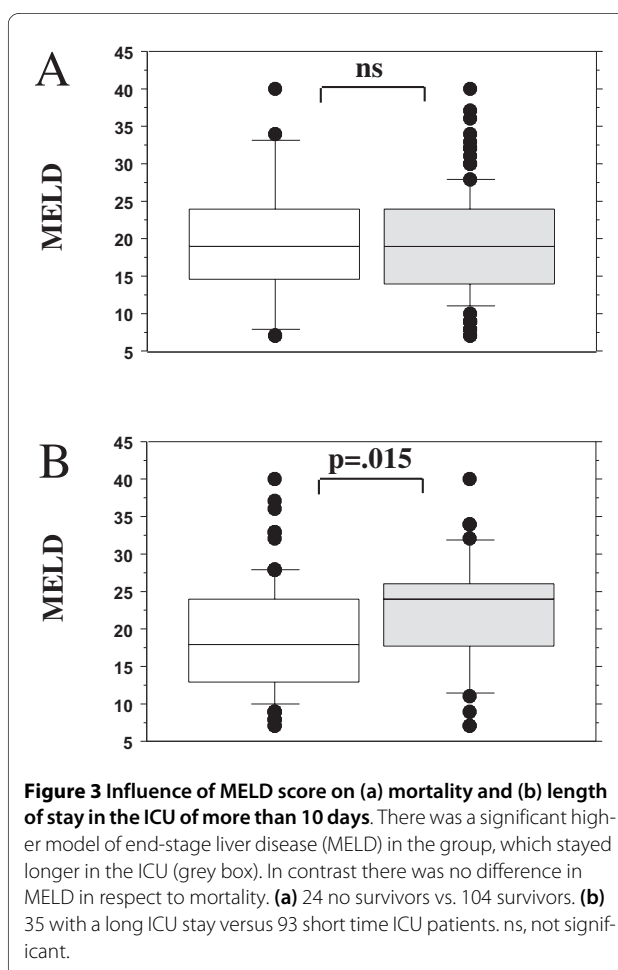 A
MELD
45
40
35
30
25
20
15
10
5
ns
B
MELD
45
40
35
30
25
20
15
10
5
p=.015
Figure 3 Influence of MELD score on (a) mortality and (b) length
of stay in the ICU of more than 10 days. There was a significant high-
er model of end-stage liver disease (MELD) in the group, which stayed
longer in the ICU (grey box). In contrast there was no difference in
MELD in respect to mortality. (a) 24 no survivors vs. 104 survivors. (b)
35 with a long ICU stay versus 93 short time ICU patients. ns, not signif-
icant.